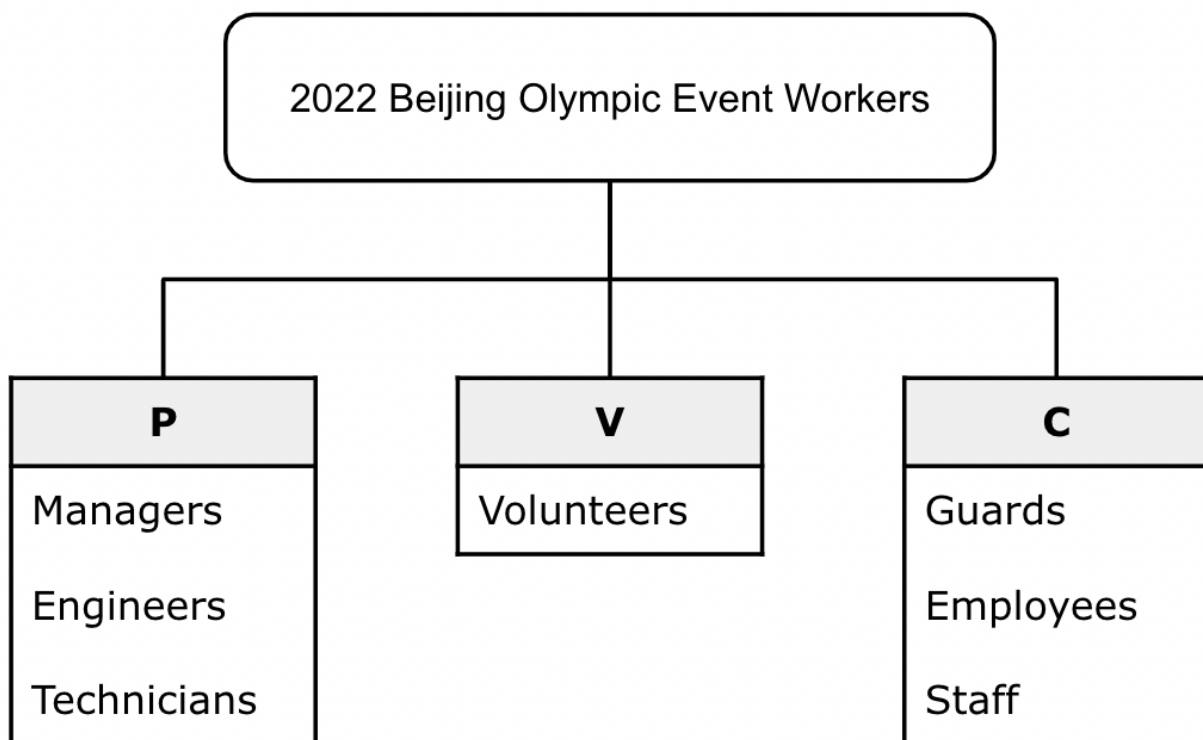 2022 Beijing Olympic Event Workers
P
Managers
Engineers
Technicians
V
Volunteers
C
Guards
Employees
Staff